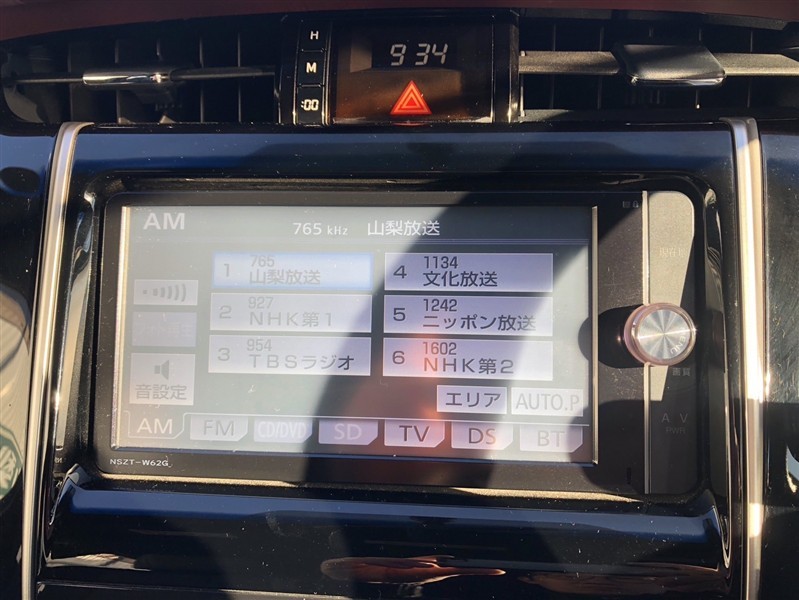 H
M
:00
9:34
AM
765 kHz 山梨放送
1 765 山梨放送
4 1134 文化放送
2 927 NHK第1
5 1242 ニッポン放送
3 954 TBSラジオ
6 1602 NHK第2
音設定
エリア AUTO.P
AM FM CD/DVD SD TV DS BT
NSZT-W62G
画質
A V
PWR